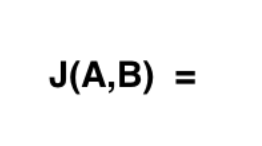 J(A,B) =